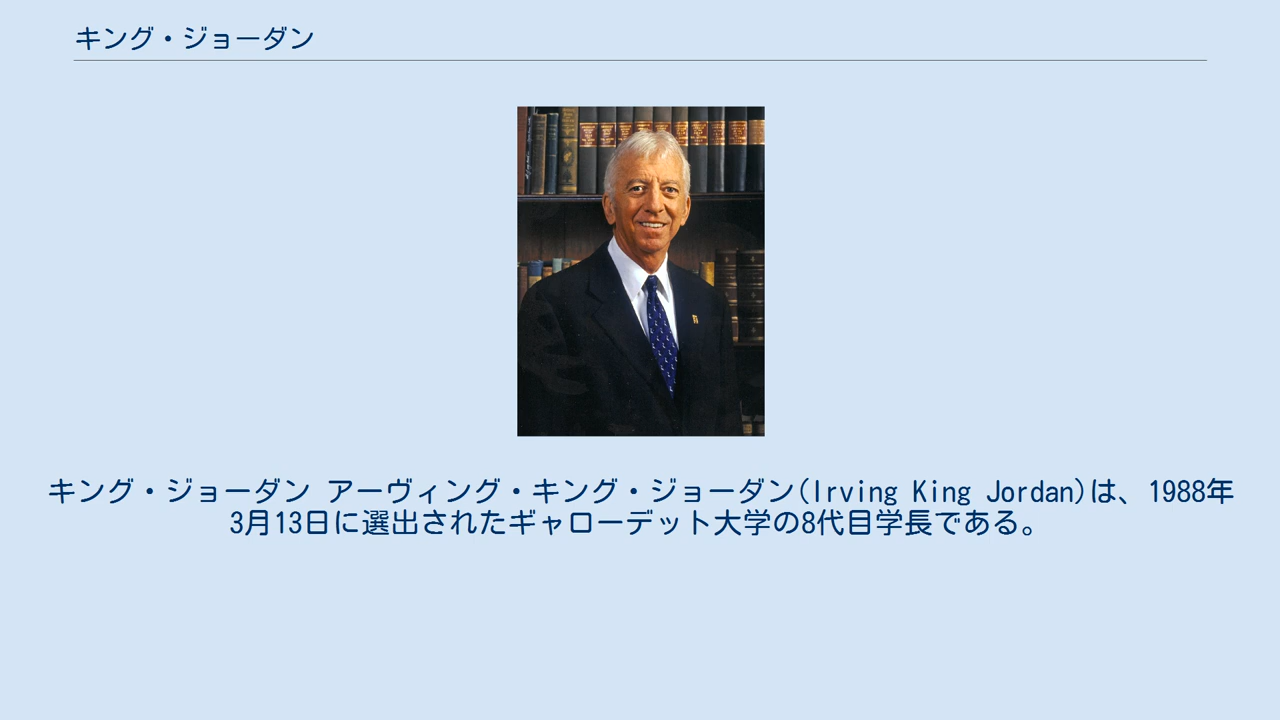 キング・ジョーダン
キング・ジョーダン アーヴィング・キング・ジョーダン(Irving King Jordan)は、1988年
3月13日に選出されたギャローデット大学の8代目学長である。